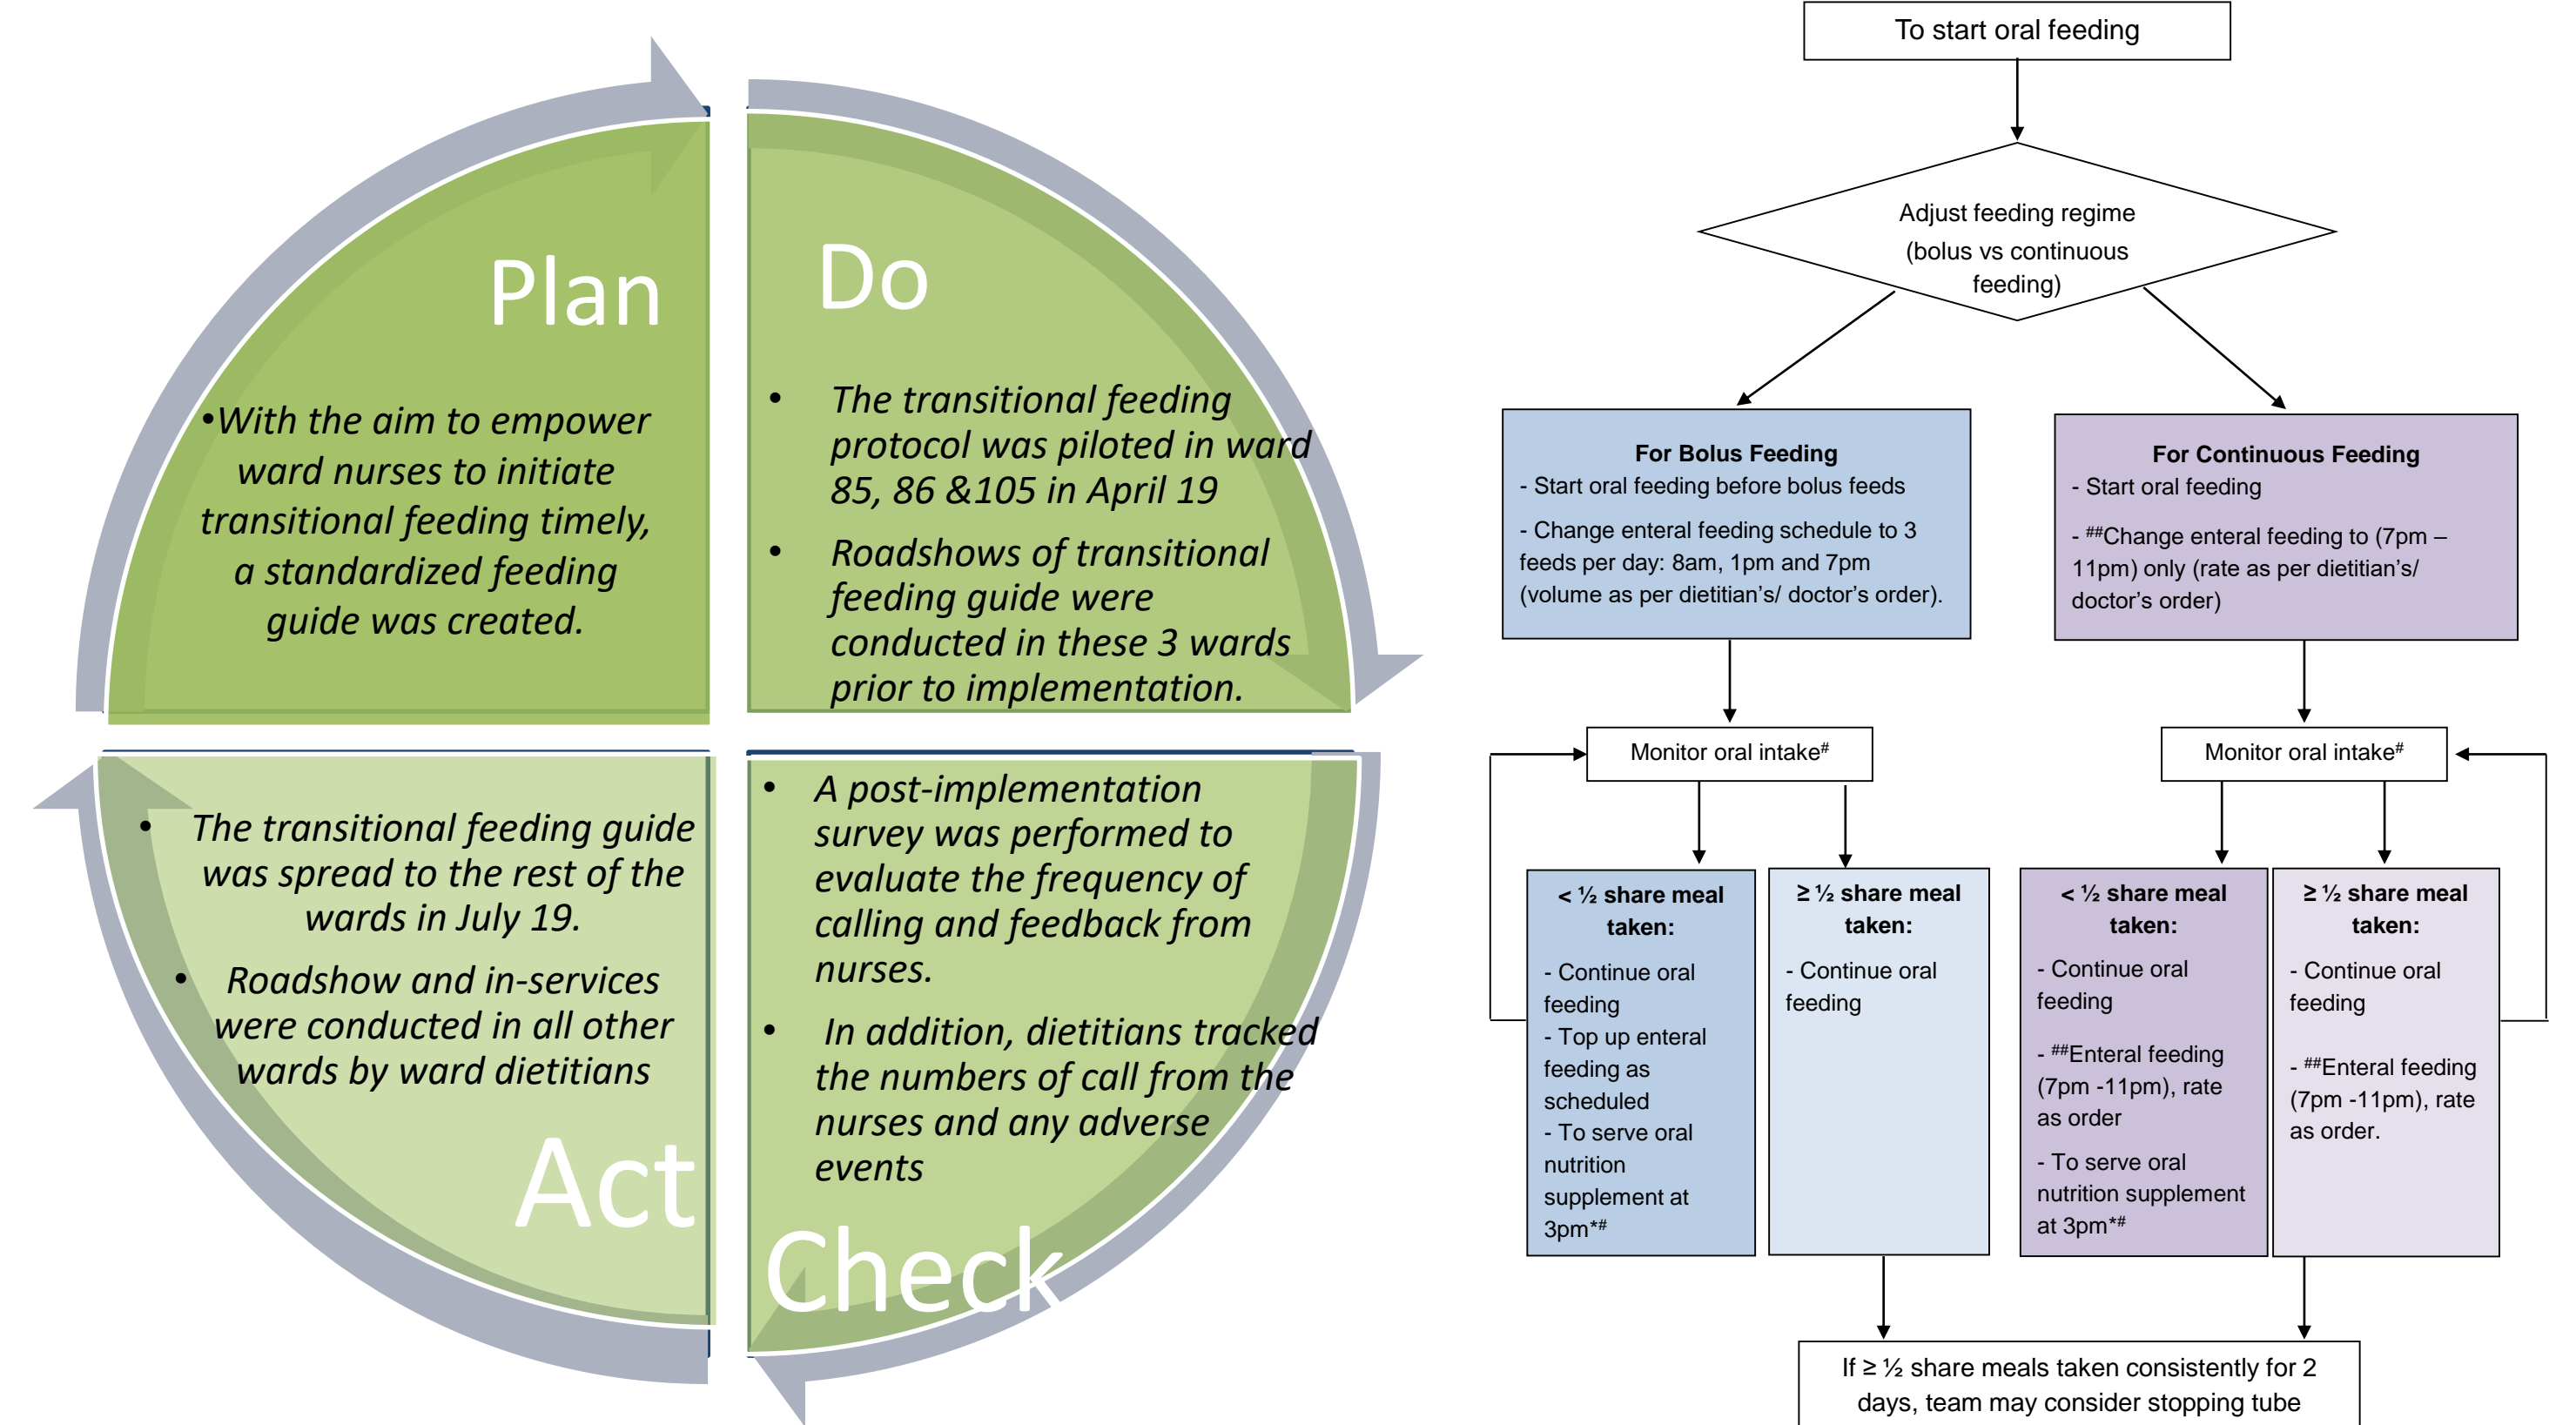 Plan
•With the aim to empower
ward nurses to initiate
transitional feeding timely,
a standardized feeding
guide was created.
Do
• The transitional feeding
protocol was piloted in ward
85, 86 &105 in April 19
• Roadshows of transitional
feeding guide were
conducted in these 3 wards
prior to implementation.
• The transitional feeding guide
was spread to the rest of the
wards in July 19.
• Roadshow and in-services
were conducted in all other
wards by ward dietitians
Act
• A post-implementation
survey was performed to
evaluate the frequency of
calling and feedback from
nurses.
• In addition, dietitians tracked
the numbers of call from the
nurses and any adverse
events
Check
To start oral feeding
Adjust feeding regime
(bolus vs continuous
feeding)
For Bolus Feeding
- Start oral feeding before bolus feeds
- Change enteral feeding schedule to 3
feeds per day: 8am, 1pm and 7pm
(volume as per dietitian's/ doctor's order).
For Continuous Feeding
- Start oral feeding
- ##Change enteral feeding to (7pm –
11pm) only (rate as per dietitian's/
doctor's order)
Monitor oral intake#
Monitor oral intake#
< ½ share meal
taken:
- Continue oral
feeding
- Top up enteral
feeding as
scheduled
- To serve oral
nutrition
supplement at
3pm*#
≥ ½ share meal
taken:
- Continue oral
feeding
< ½ share meal
taken:
- Continue oral
feeding
- ##Enteral feeding
(7pm -11pm), rate
as order
- To serve oral
nutrition supplement
at 3pm*#
≥ ½ share meal
taken:
- Continue oral
feeding
- ##Enteral feeding
(7pm -11pm), rate
as order.
If ≥ ½ share meals taken consistently for 2
days, team may consider stopping tube